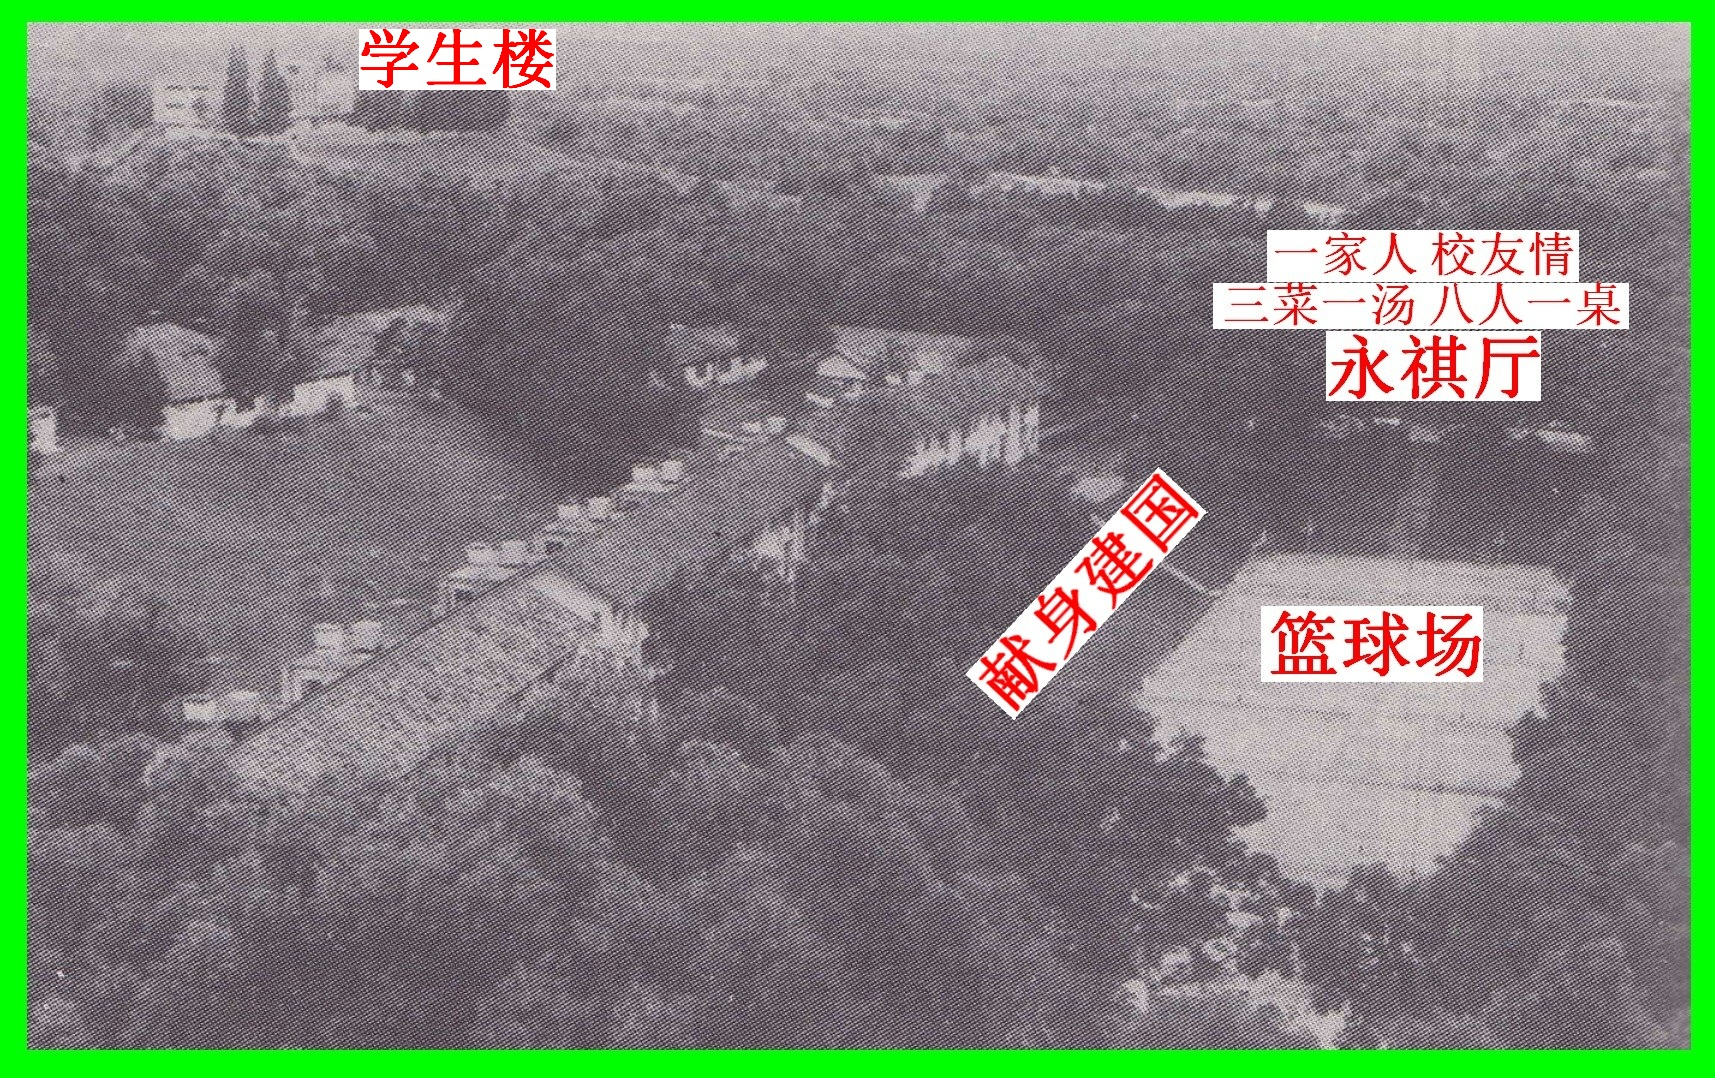 学生楼
一家人 校友情
三菜一汤 八人一桌
永祺厅
献身建国
篮球场